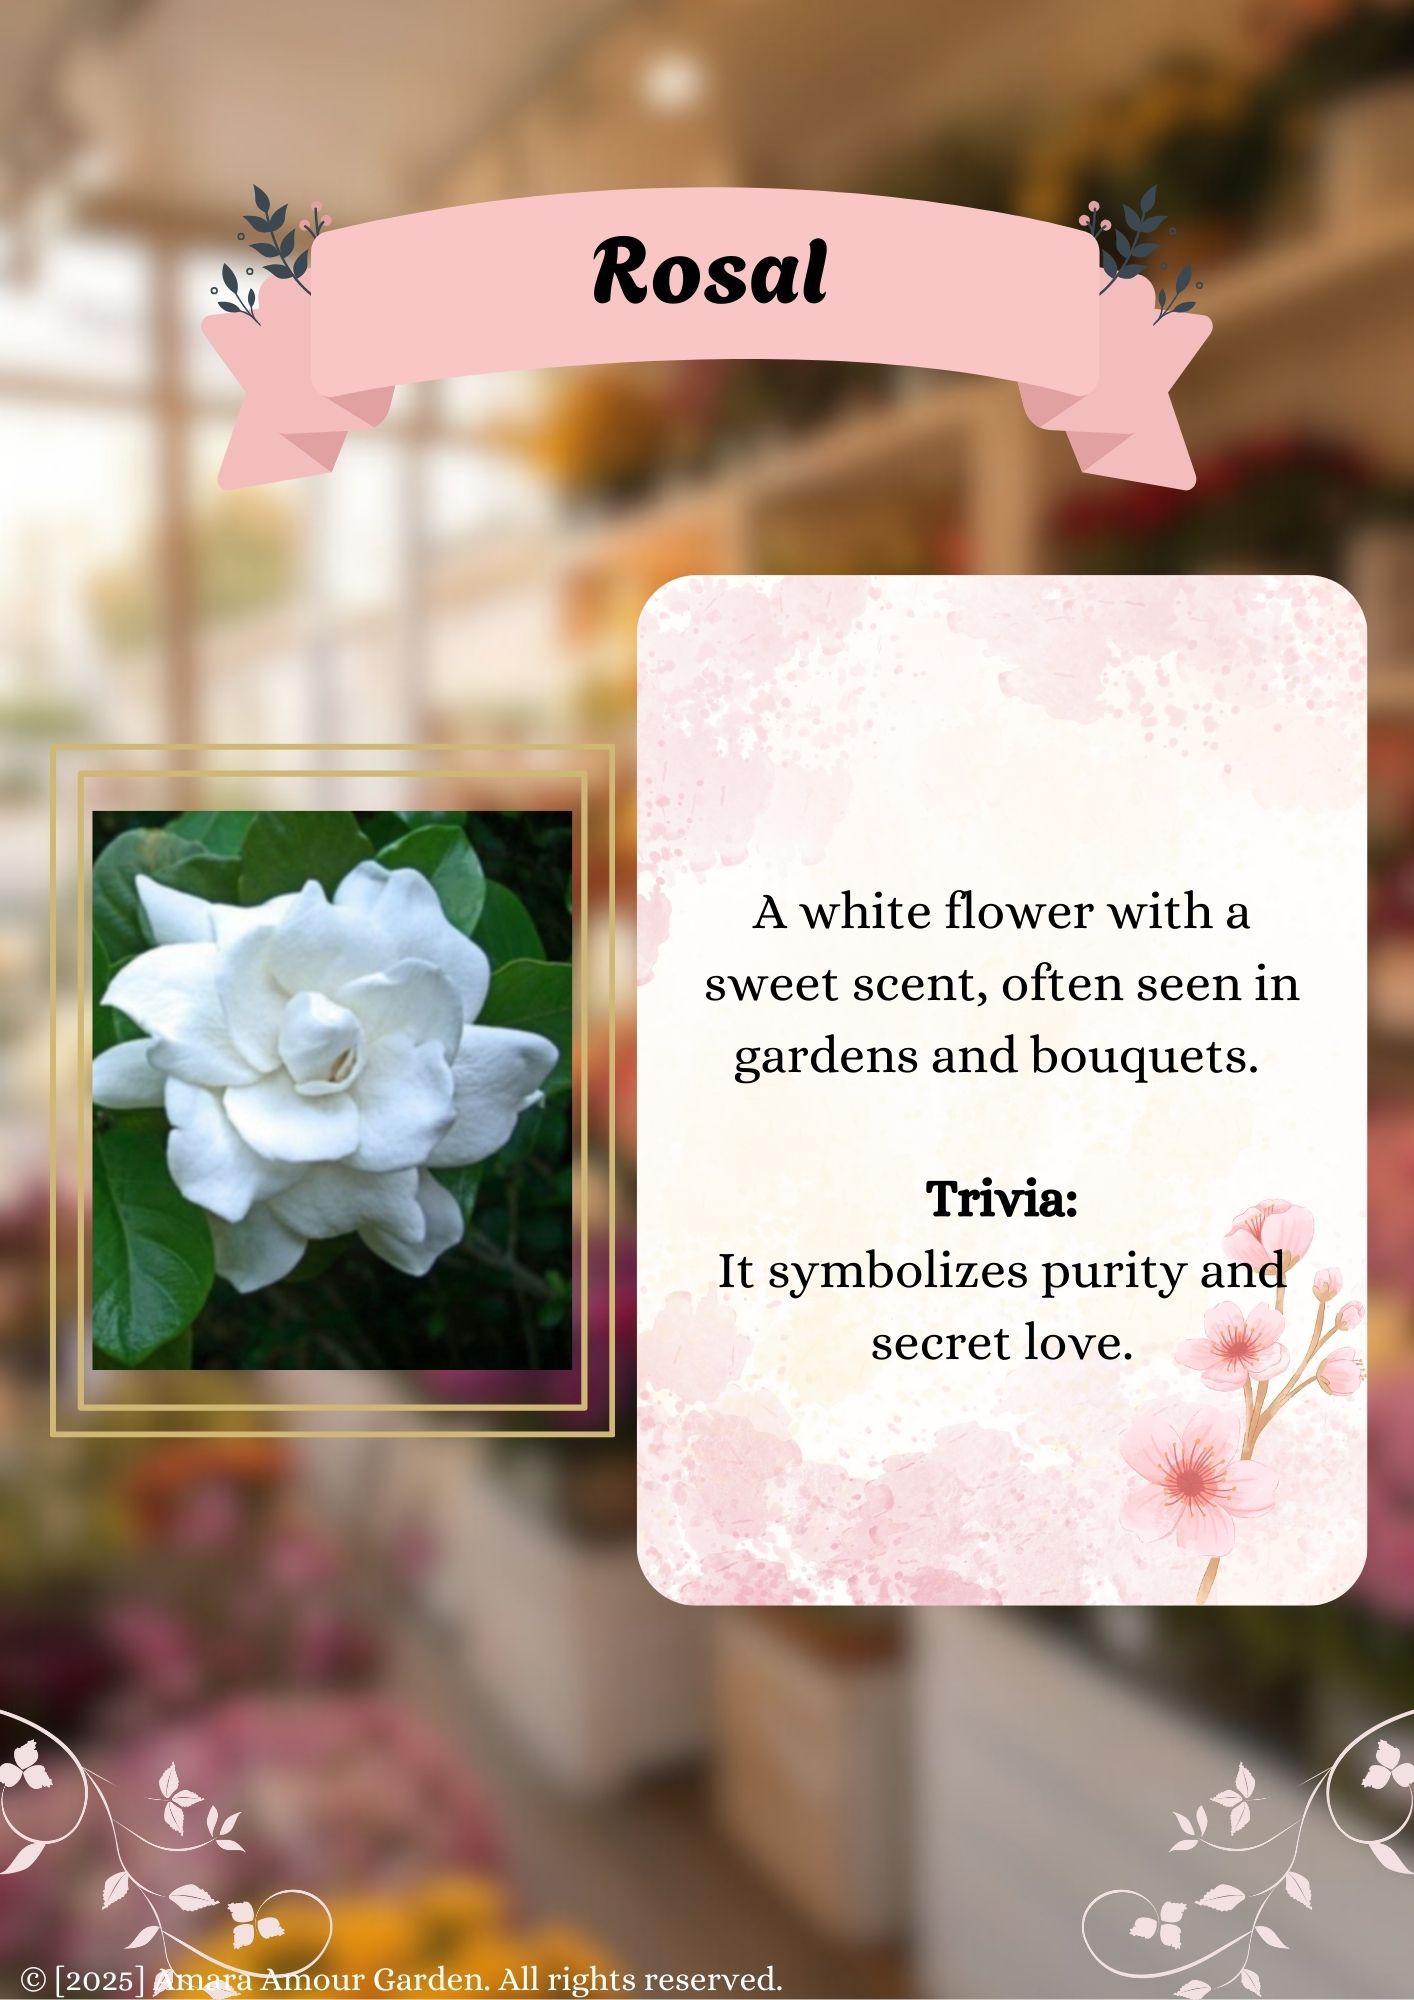 Rosal
A white flower with a
sweet scent, often seen in
gardens and bouquets.
Trivia:
It symbolizes purity and
secret love.
© [2025] Amara Amour Garden. All rights reserved.